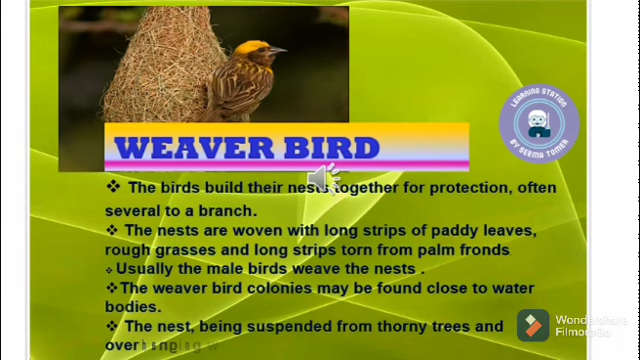 WEAVER BIRD
LEARNING STATION
BY SEEMA TOMER
❖ The birds build their nests together for protection, often
several to a branch.
❖ The nests are woven with long strips of paddy leaves,
rough grasses and long strips torn from palm fronds
❖ Usually the male birds weave the nests .
❖The weaver bird colonies may be found close to water
bodies.
❖ The nest, being suspended from thorny trees and
overhanging w
Wondershare
FilmoraGo